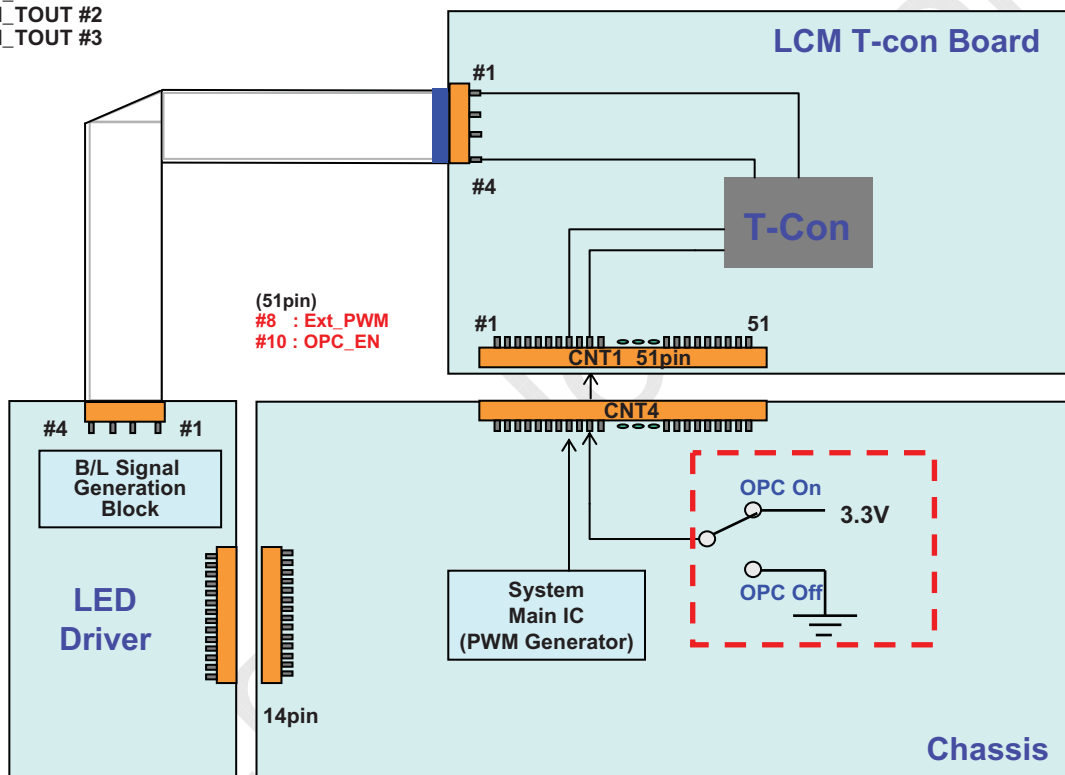 _TOUT #2
_TOUT #3
LCM T-con Board
#1
#4
T-Con
(51pin)
#8 : Ext_PWM
#10 : OPC_EN
#1
51
CNT1 51pin
CNT4
#4
#1
B/L Signal
Generation
Block
OPC On
3.3V
OPC Off
System
Main IC
(PWM Generator)
LED
Driver
14pin
Chassis